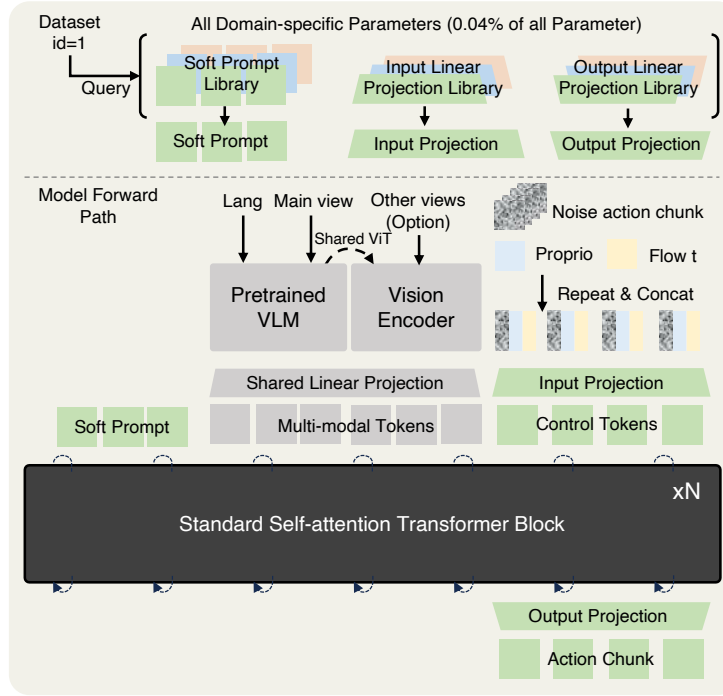 Dataset
id=1
Query
All Domain-specific Parameters (0.04% of all Parameter)
Soft Prompt
Library
Input Linear
Projection Library
Output Linear
Projection Library
Soft Prompt
Input Projection
Output Projection
Model Forward
Path
Lang
Main view
Other views
(Option)
Shared ViT
Noise action chunk
Proprio
Flow t
Repeat & Concat
Pretrained
VLM
Vision
Encoder
Shared Linear Projection
Input Projection
Soft Prompt
Multi-modal Tokens
Control Tokens
xN
Standard Self-attention Transformer Block
Output Projection
Action Chunk